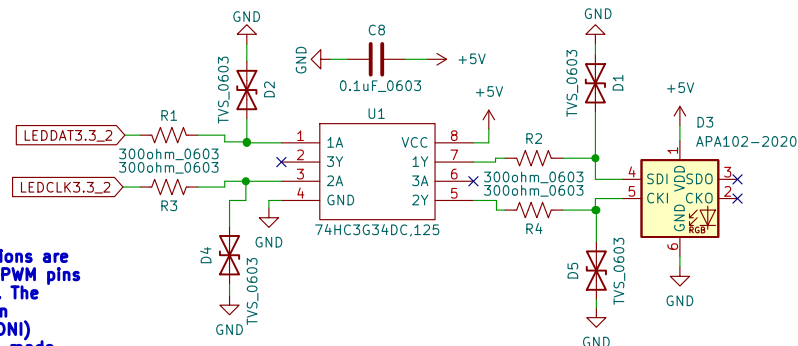 GND
GND
C8
+5V
GND
0.1uF_0603
TVS_0603
D2
TVS_0603
D1
+5V
+5V
D3
APA102-2020
U1
LEDDAT3.3_2
R1
300ohm_0603
1
1A
VCC
8
2
3Y
1Y
7
3
2A
3A
6
4
GND
2Y
5
74HC3G34DC,125
LEDCLK3.3_2
300ohm_0603
R3
GND
R2
300ohm_0603
300ohm_0603
R4
1
VDD
4
SDI
SDO
3
5
CKI
CKO
2
GND
RGB
6
GND
D4
TVS_0603
GND
D5
TVS_0603
GND
ions are
PWM pins
The
n
ONI)
mode